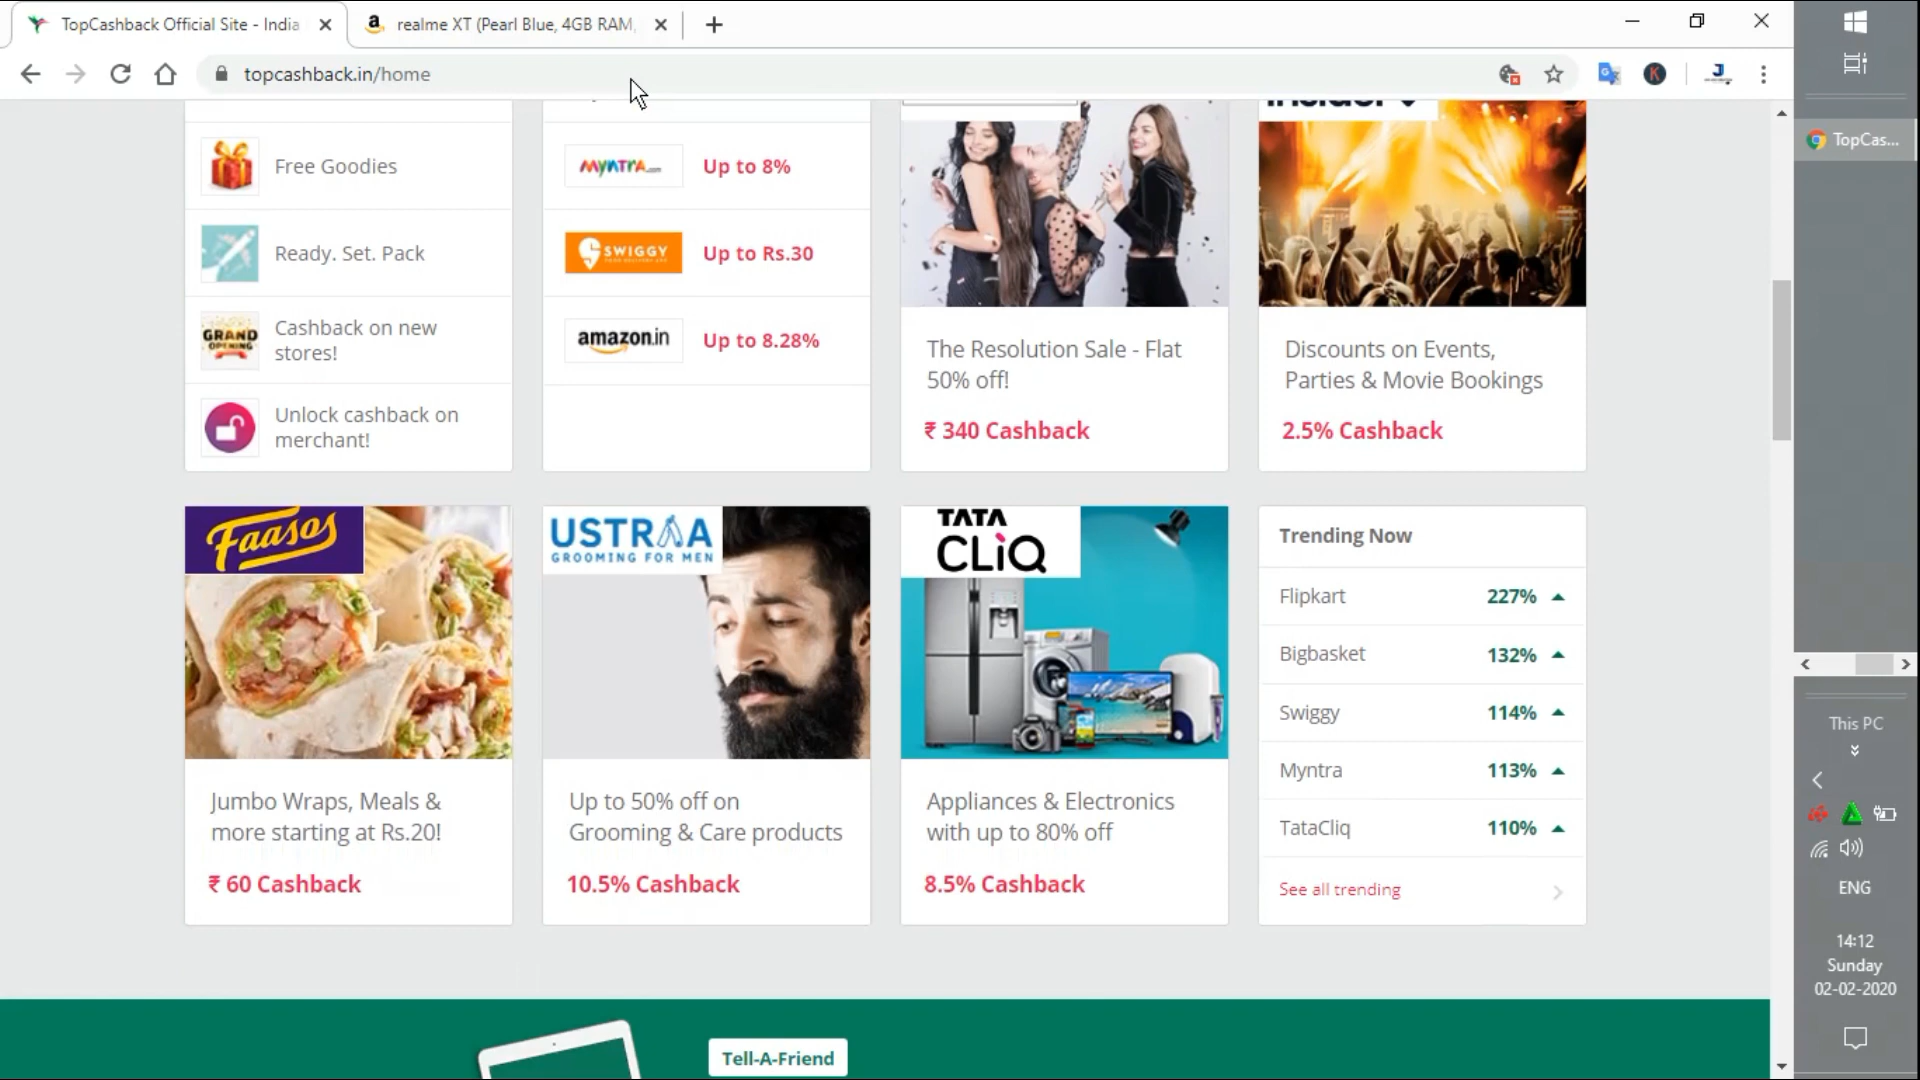 TopCashback Official Site - India
realme XT (Pearl Blue, 4GB RAM,
topcashback.in/home
Free Goodies
Ready. Set. Pack
GRAND OPENING
Cashback on new
stores!
Unlock cashback on
merchant!
Myntra.com
Up to 8%
SWIGGY
Up to Rs.30
amazon.in
Up to 8.28%
The Resolution Sale - Flat
50% off!
₹ 340 Cashback
Discounts on Events,
Parties & Movie Bookings
2.5% Cashback
Faasos
Jumbo Wraps, Meals &
more starting at Rs.20!
₹ 60 Cashback
USTRAA
GROOMING FOR MEN
Up to 50% off on
Grooming & Care products
10.5% Cashback
TATA
CLiQ
Appliances & Electronics
with up to 80% off
8.5% Cashback
Trending Now
Flipkart 227%
Bigbasket 132%
Swiggy 114%
Myntra 113%
TataCliq 110%
See all trending
Tell-A-Friend
TopCas...
This PC
ENG
14:12
Sunday
02-02-2020